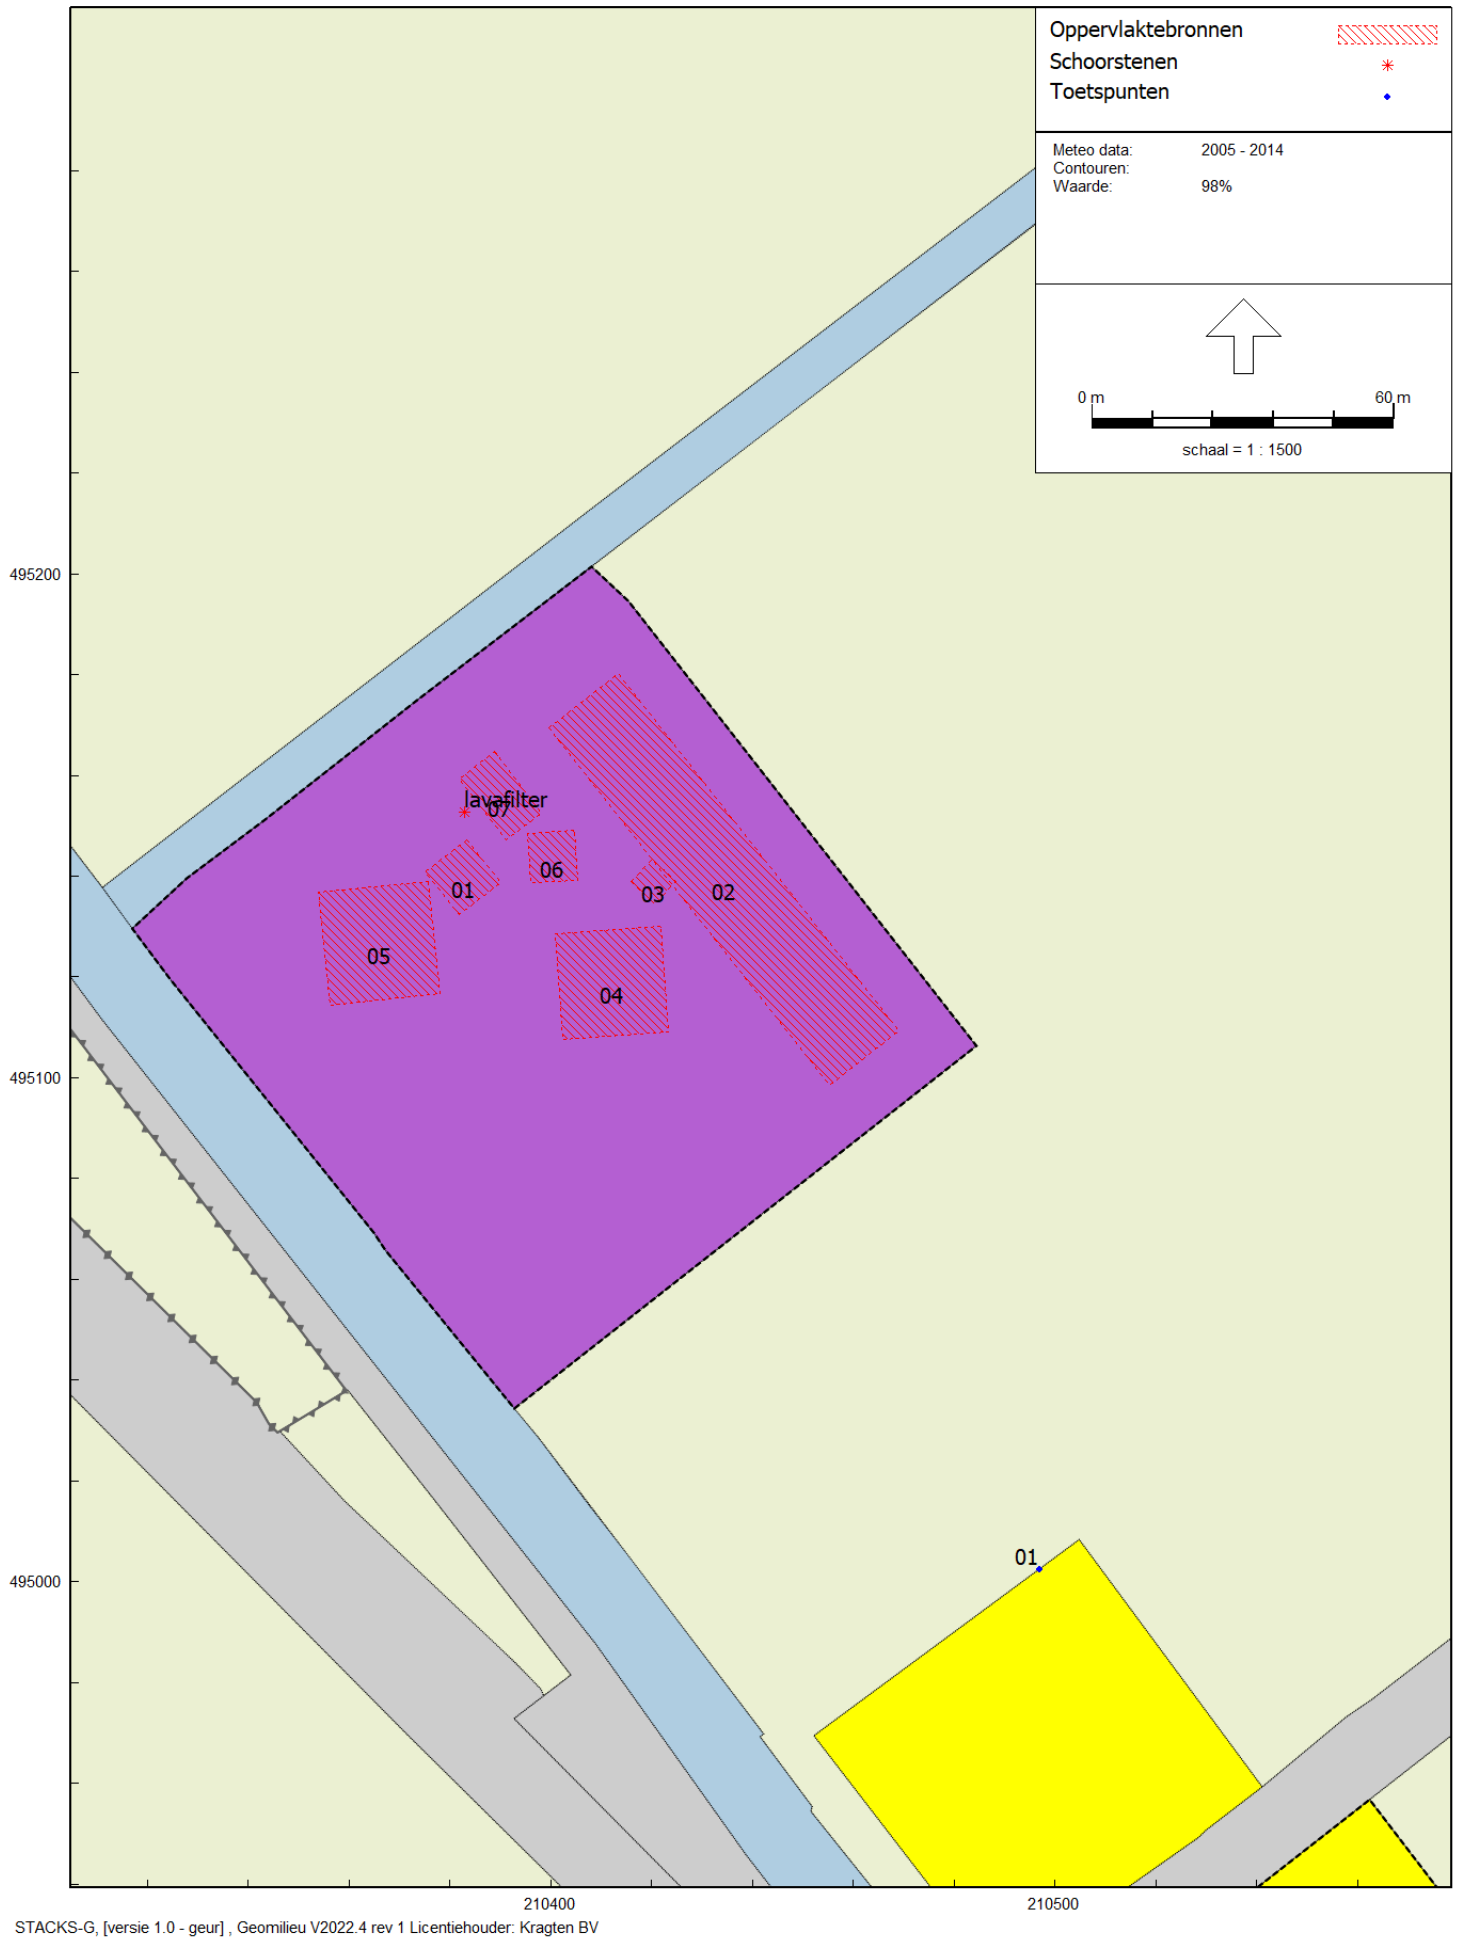 Oppervlaktebronnen
Schoorstenen
Toetspunten
Meteo data: 2005 - 2014
Contouren:
Waarde: 98%
0 m 60 m
schaal = 1 : 1500
495200
lavafilter
07
06
01
03
02
05
04
495100
01
495000
210400 210500
STACKS-G, [versie 1.0 - geur] , Geomilieu V2022.4 rev 1 Licentiehouder: Kragten BV